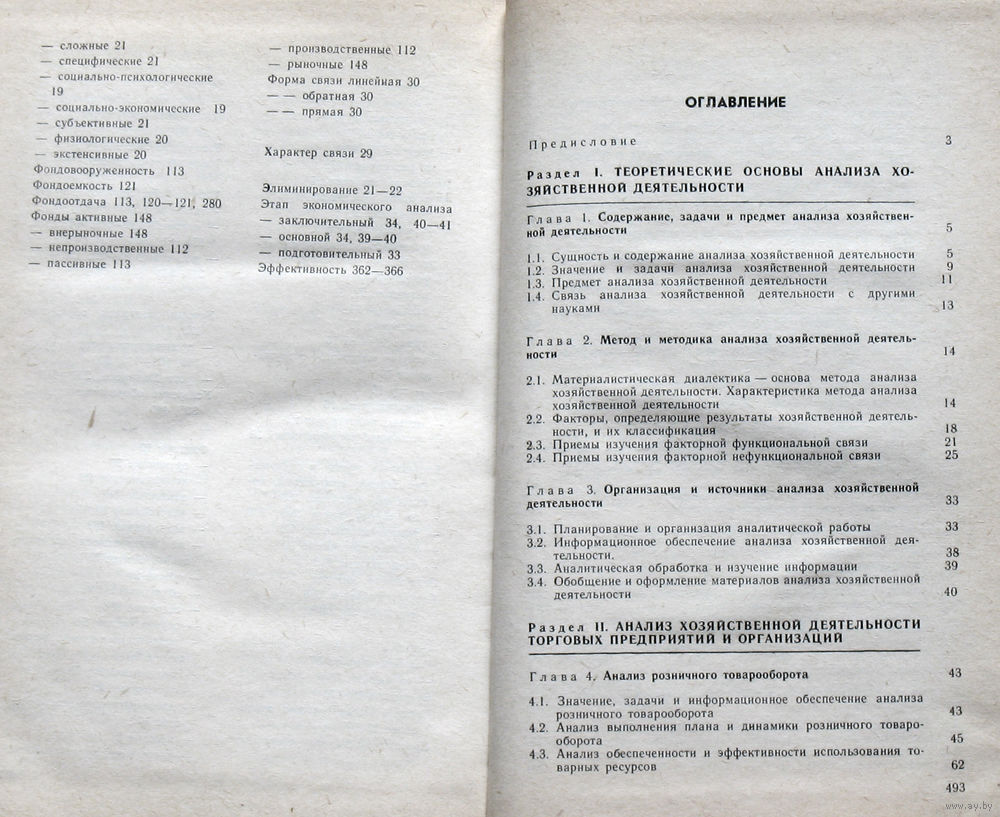 — сложные 21
— специфические 21
— социально-психологические
19
— социально-экономические 19
— субъективные 21
— физиологические 20
— экстенсивные 20
Фондовооруженность 113
Фондоемкость 121
Фондоотдача 113, 120—121, 280
Фонды активные 148
— внерыночные 148
— непроизводственные 112
— пассивные 113
— производственные 112
— рыночные 148
Форма связи линейная 30
— — обратная 30
— — прямая 30
Характер связи 29
Элиминирование 21—22
Этап экономического анализа
— заключительный 34, 40—41
— основной 34, 39—40
— подготовительный 33
Эффективность 362—366
ОГЛАВЛЕНИЕ
Предисловие 3
Раздел I. ТЕОРЕТИЧЕСКИЕ ОСНОВЫ АНАЛИЗА ХО-
ЗЯЙСТВЕННОЙ ДЕЯТЕЛЬНОСТИ
Глава 1. Содержание, задачи и предмет анализа хозяйствен-
ной деятельности 5
1.1. Сущность и содержание анализа хозяйственной деятельности 5
1.2. Значение и задачи анализа хозяйственной деятельности 9
1.3. Предмет анализа хозяйственной деятельности 11
1.4. Связь анализа хозяйственной деятельности с другими
науками 13
Глава 2. Метод и методика анализа хозяйственной деятель-
ности 14
2.1. Материалистическая диалектика — основа метода анализа
хозяйственной деятельности. Характеристика метода анализа
хозяйственной деятельности 14
2.2. Факторы, определяющие результаты хозяйственной деятель-
ности, и их классификация 18
2.3. Приемы изучения факторной функциональной связи 21
2.4. Приемы изучения факторной нефункциональной связи 25
Глава 3. Организация и источники анализа хозяйственной
деятельности 33
3.1. Планирование и организация аналитической работы 33
3.2. Информационное обеспечение анализа хозяйственной дея-
тельности. 38
3.3. Аналитическая обработка и изучение информации 39
3.4. Обобщение и оформление материалов анализа хозяйственной
деятельности 40
Раздел II. АНАЛИЗ ХОЗЯЙСТВЕННОЙ ДЕЯТЕЛЬНОСТИ
ТОРГОВЫХ ПРЕДПРИЯТИЙ И ОРГАНИЗАЦИЙ
Глава 4. Анализ розничного товарооборота 43
4.1. Значение, задачи и информационное обеспечение анализа
розничного товарооборота 43
4.2. Анализ выполнения плана и динамики розничного товаро-
оборота 45
4.3. Анализ обеспеченности и эффективности использования то-
варных ресурсов 62
493
www.ay.by